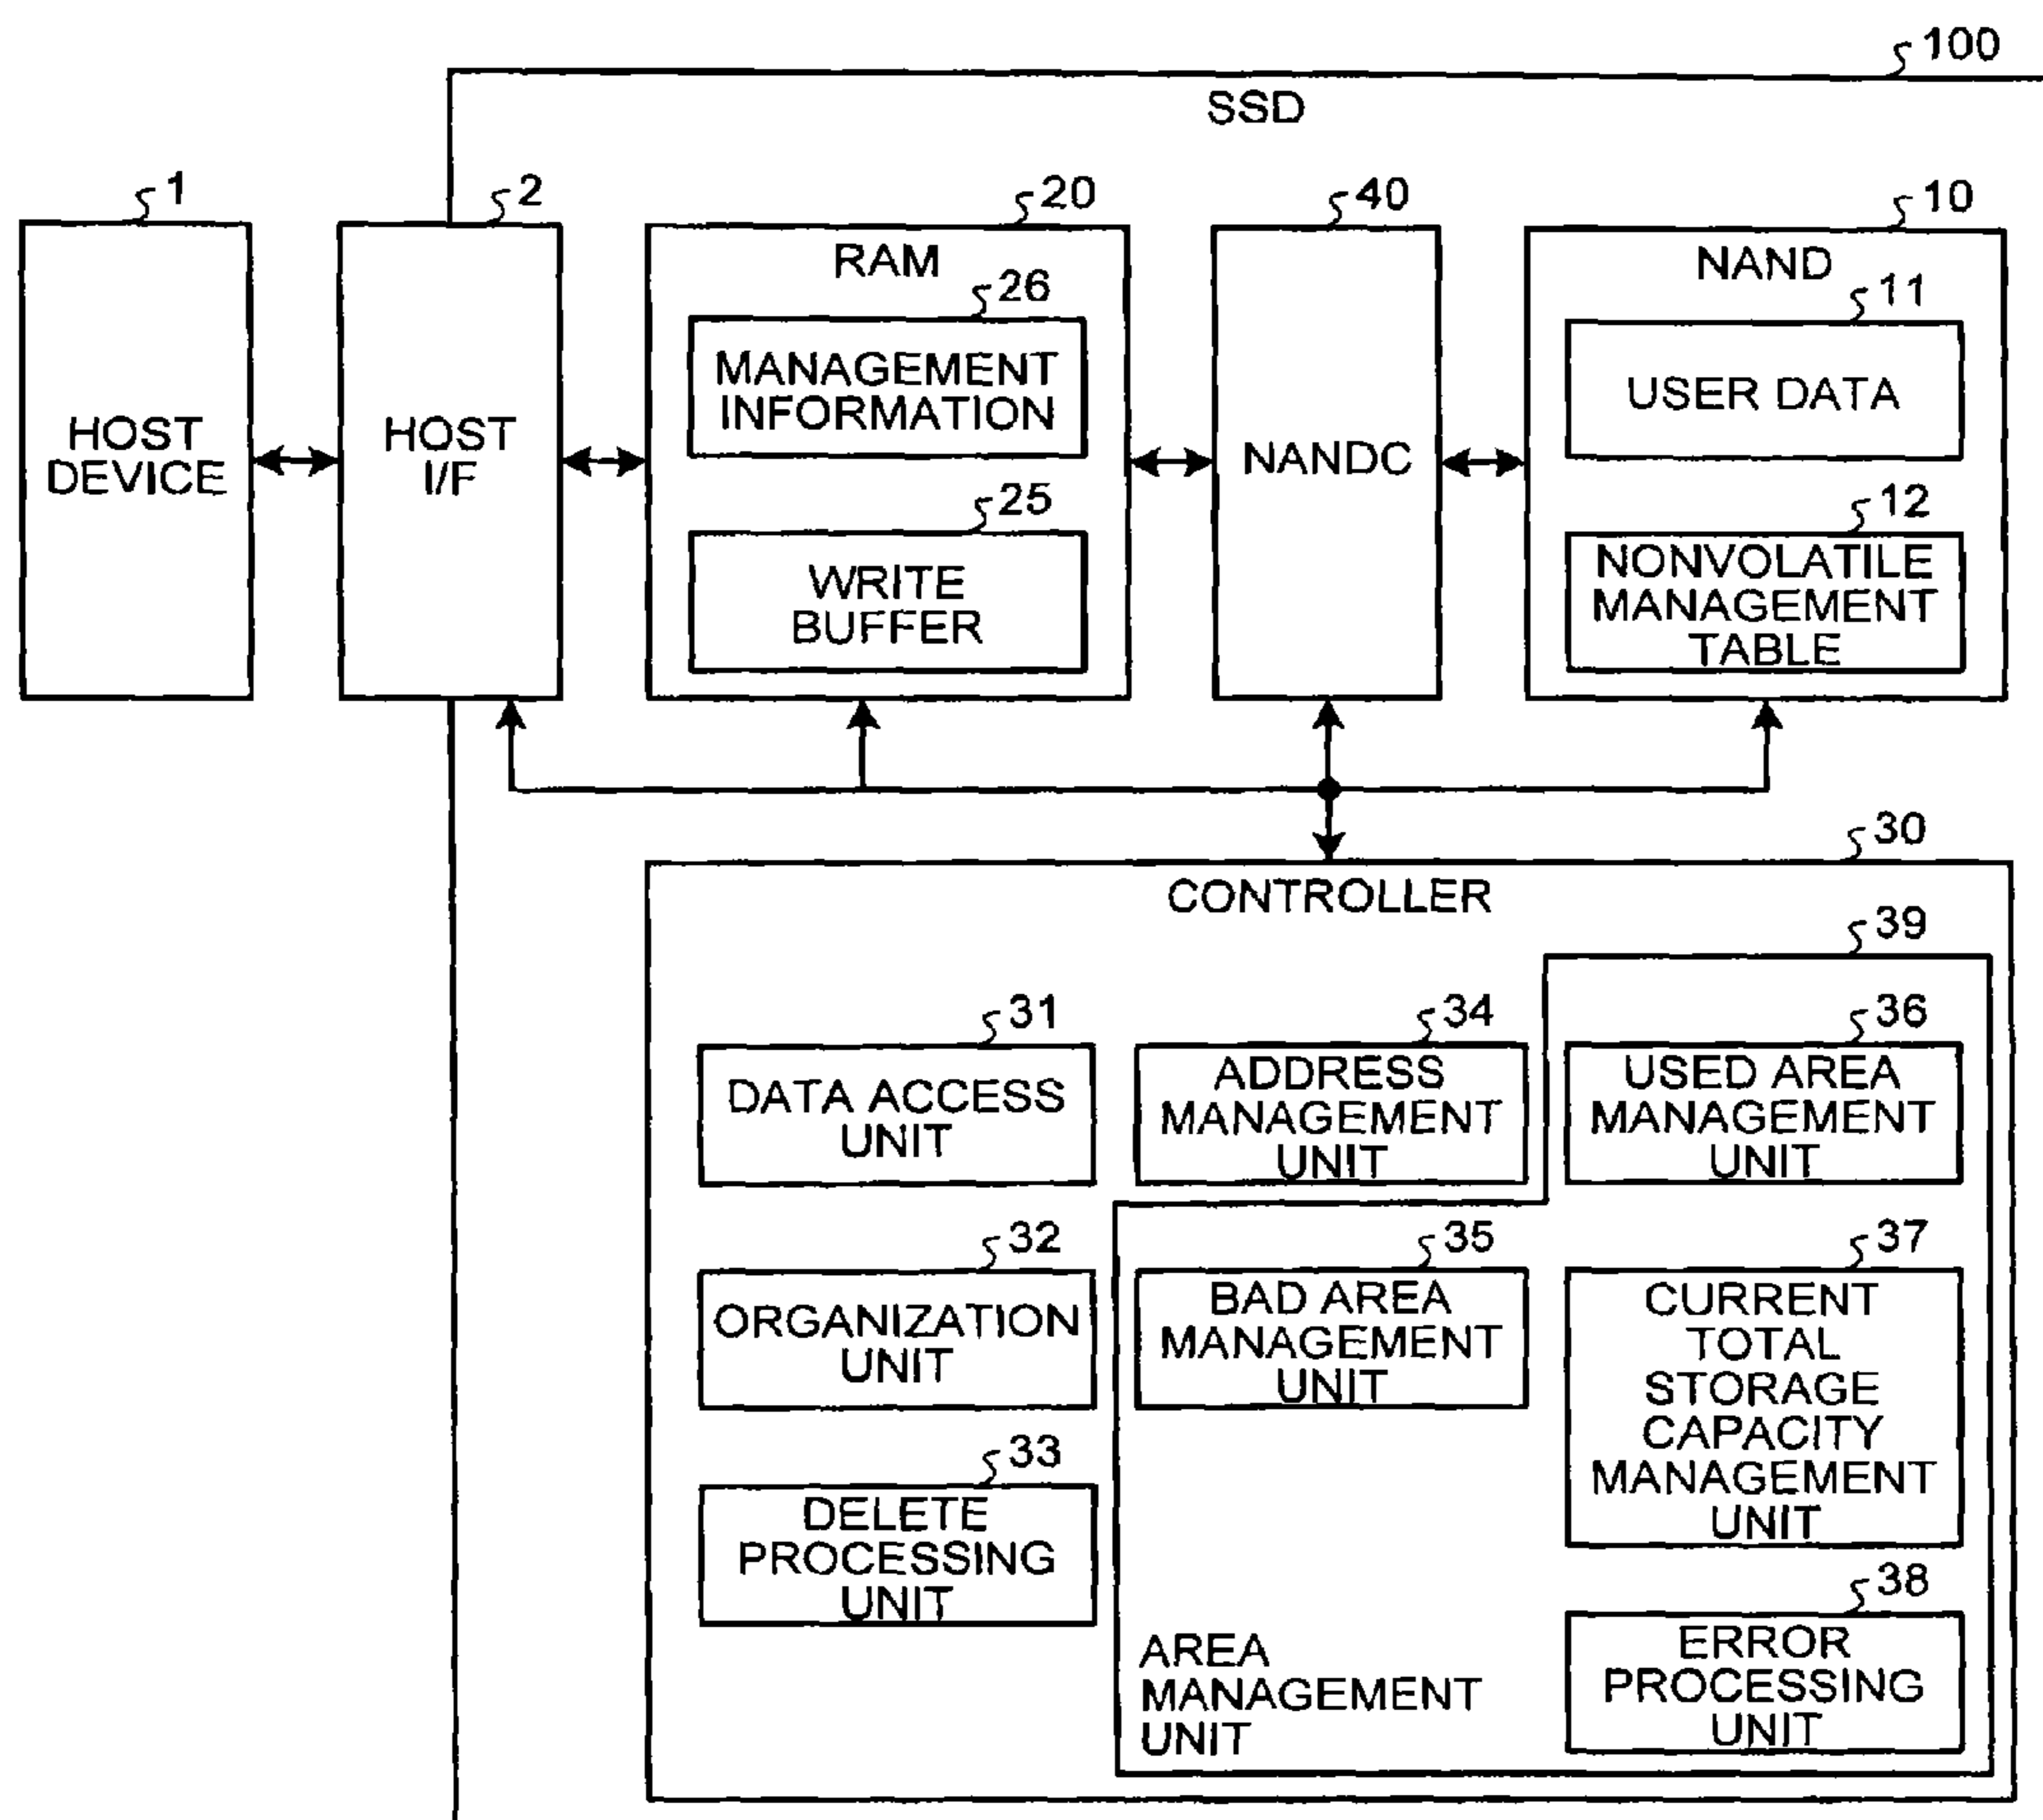 100
SSD
1
2
20
40
10
HOST
DEVICE
HOST
I/F
RAM
26
MANAGEMENT
INFORMATION
25
WRITE
BUFFER
NANDC
NAND
11
USER DATA
12
NONVOLATILE
MANAGEMENT
TABLE
30
CONTROLLER
39
31
DATA ACCESS
UNIT
34
ADDRESS
MANAGEMENT
UNIT
36
USED AREA
MANAGEMENT
UNIT
32
ORGANIZATION
UNIT
35
BAD AREA
MANAGEMENT
UNIT
37
CURRENT
TOTAL
STORAGE
CAPACITY
MANAGEMENT
UNIT
33
DELETE
PROCESSING
UNIT
AREA
MANAGEMENT
UNIT
38
ERROR
PROCESSING
UNIT